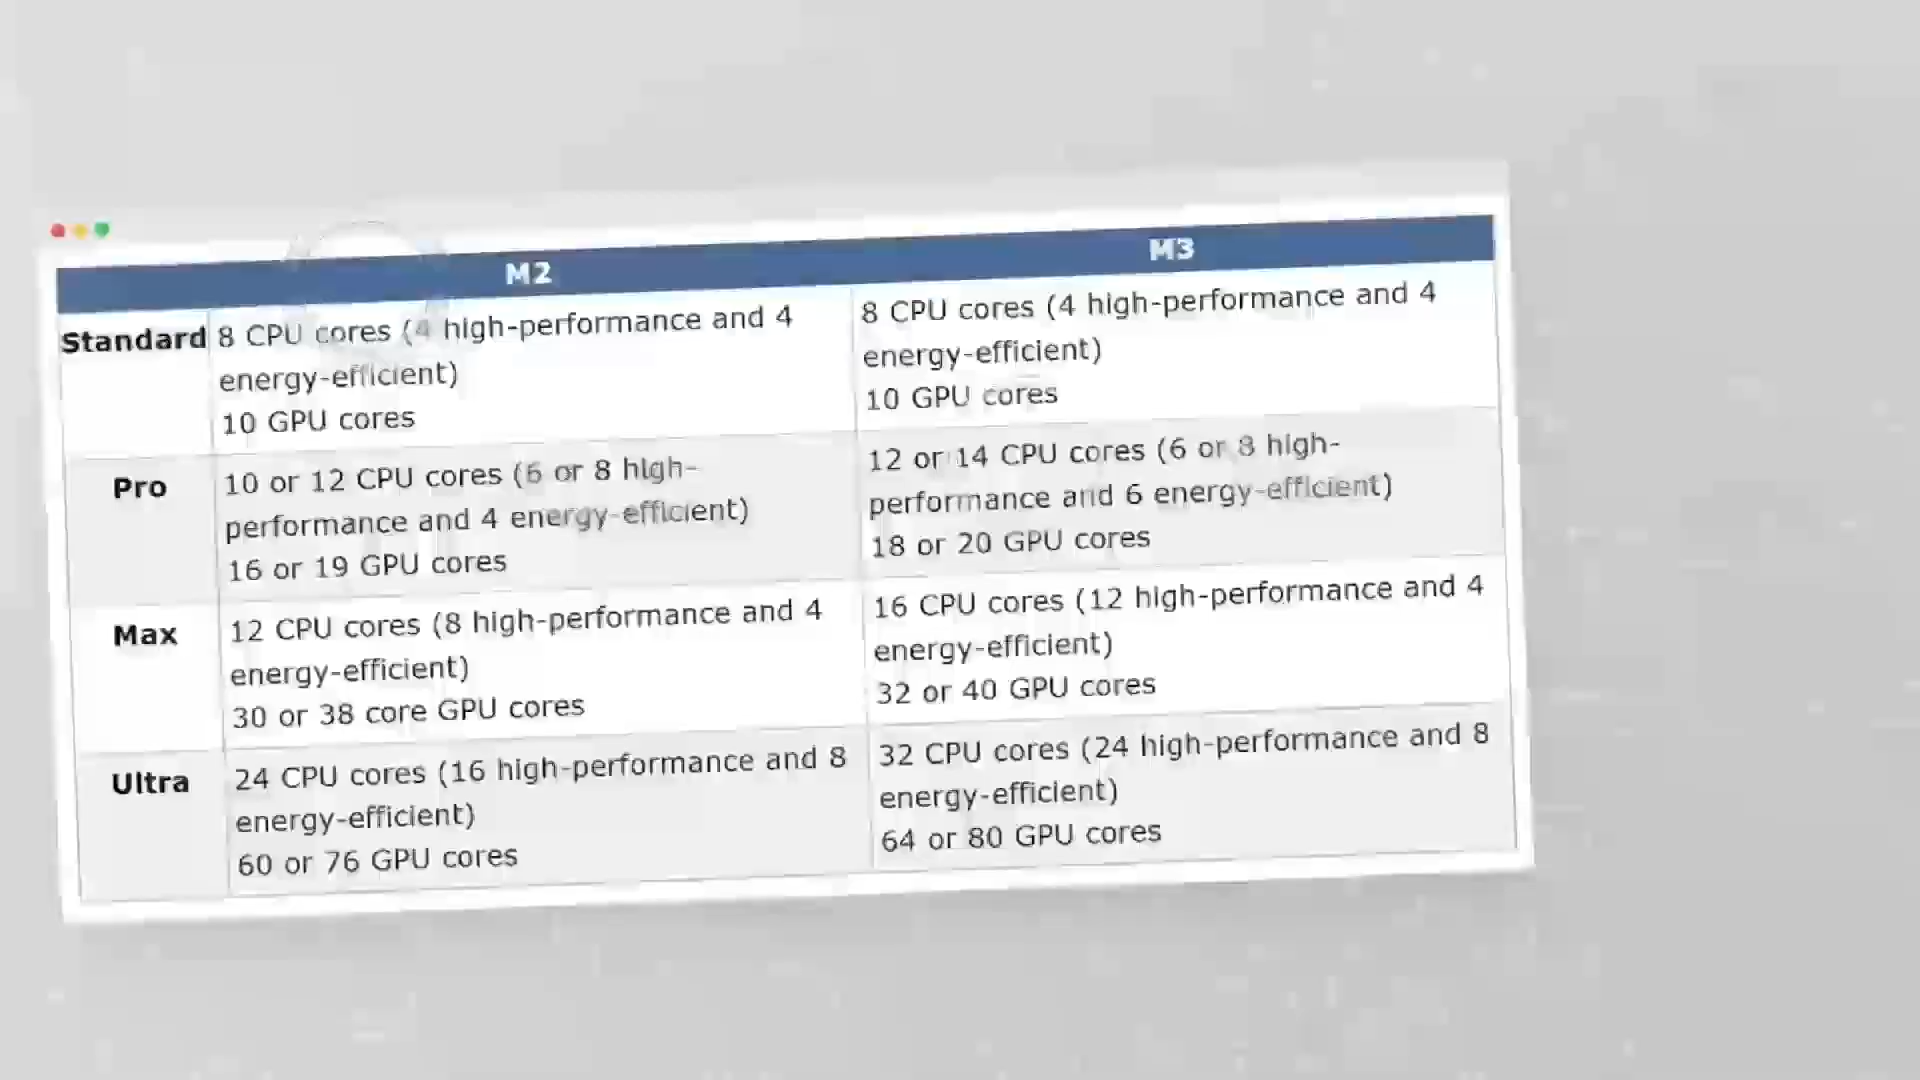 M2 M3
Standard
8 CPU cores (4 high-performance and 4
energy-efficient)
10 GPU cores
8 CPU cores (4 high-performance and 4
energy-efficient)
10 GPU cores
Pro
10 or 12 CPU cores (6 or 8 high-
performance and 4 energy-efficient)
16 or 19 GPU cores
12 or 14 CPU cores (6 or 8 high-
performance and 6 energy-efficient)
18 or 20 GPU cores
Max
12 CPU cores (8 high-performance and 4
energy-efficient)
30 or 38 core GPU cores
16 CPU cores (12 high-performance and 4
energy-efficient)
32 or 40 GPU cores
Ultra
24 CPU cores (16 high-performance and 8
energy-efficient)
60 or 76 GPU cores
32 CPU cores (24 high-performance and 8
energy-efficient)
64 or 80 GPU cores